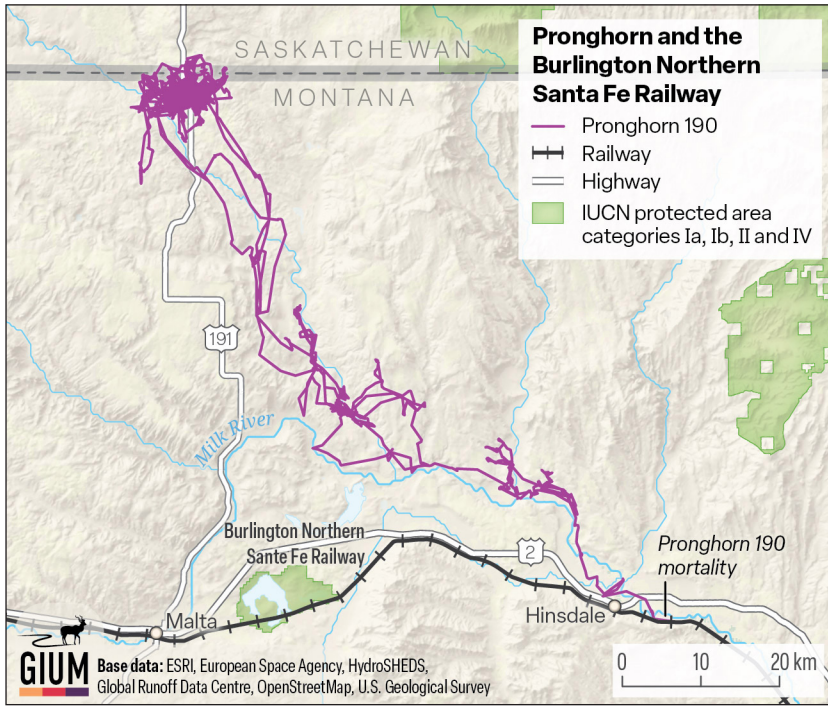 SASKATCHEWAN
MONTANA
Pronghorn and the
Burlington Northern
Santa Fe Railway
Pronghorn 190
Railway
Highway
IUCN protected area
categories Ia, Ib, II and IV
191
Milk River
Burlington Northern
Sante Fe Railway
2
Pronghorn 190
mortality
Hinsdale
Malta
GIUM
Base data: ESRI, European Space Agency, HydroSHEDS,
Global Runoff Data Centre, OpenStreetMap, U.S. Geological Survey
0 10 20 km